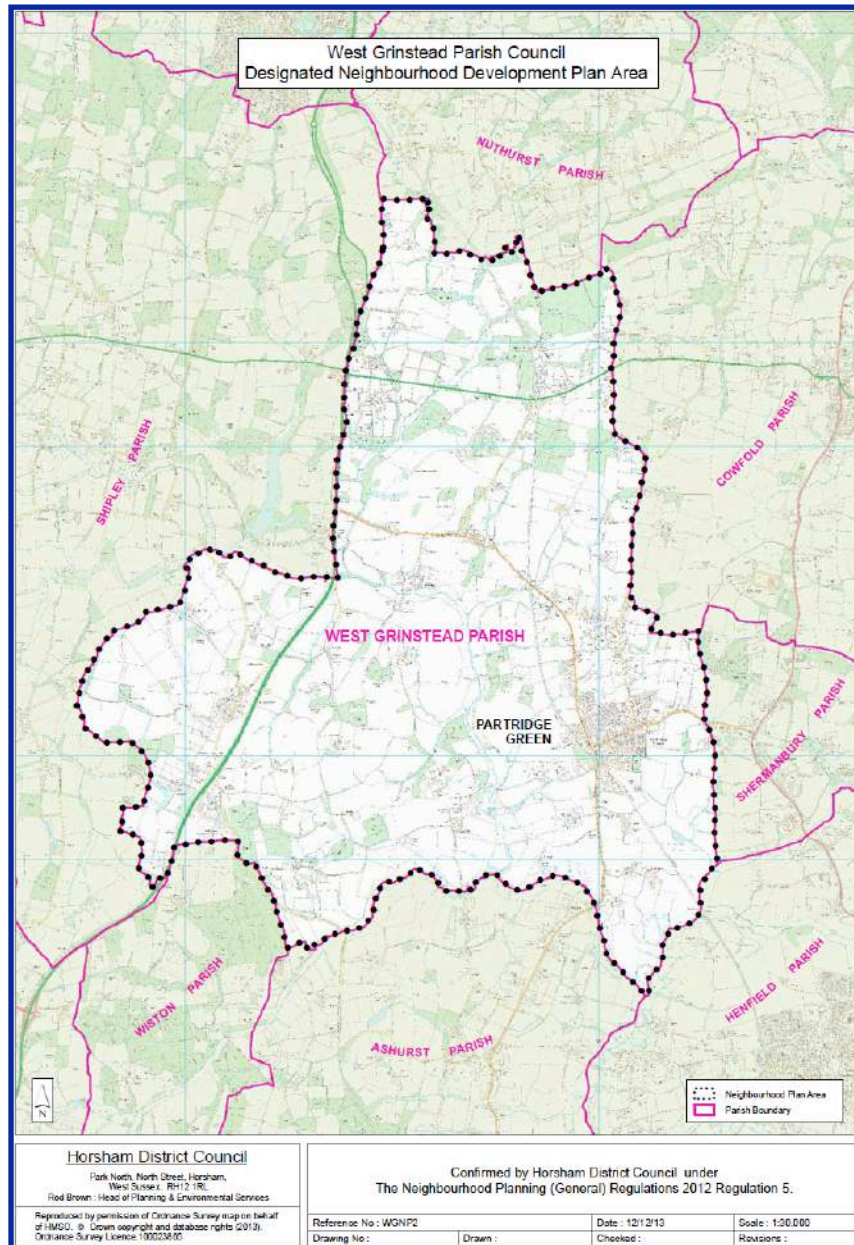 West Grinstead Parish Council
Designated Neighbourhood Development Plan Area
NUTHURST PARISH
SHIPLEY PARISH
COWFOLD PARISH
WEST GRINSTEAD PARISH
PARTRIDGE
GREEN
SHERMANBURY PARISH
WISTON PARISH
ASHURST PARISH
HENFIELD PARISH
N
Neighbourhood Plan Area
Parish Boundary
Horsham District Council
Park North, North Street, Horsham,
West Sussex. RH12 1RL
Rod Brown : Head of Planning & Environmental Services
Reproduced by permission of Ordnance Survey map on behalf
of HMSO. © Crown copyright and database rights (2013).
Ordnance Survey Licence.100023865
Confirmed by Horsham District Council under
The Neighbourhood Planning (General) Regulations 2012 Regulation 5.
Reference No : WGNP2
Date : 12/12/13
Scale : 1:30,000
Drawing No :
Drawn :
Checked :
Revisions :